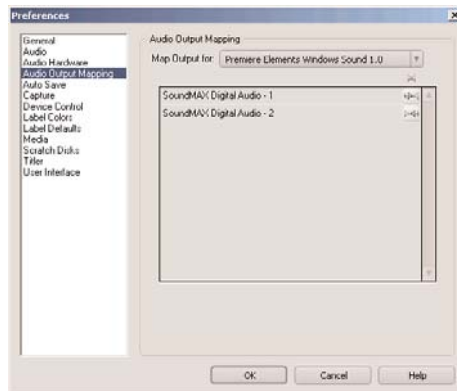 Preferences
General
Audio
Audio Hardware
Audio Output Mapping
Auto Save
Capture
Device Control
Label Colors
Label Defaults
Media
Scratch Disks
Titler
User Interface
Audio Output Mapping
Map Output for: Premiere Elements Windows Sound 1.0
SoundMAX Digital Audio - 1
SoundMAX Digital Audio - 2
OK
Cancel
Help